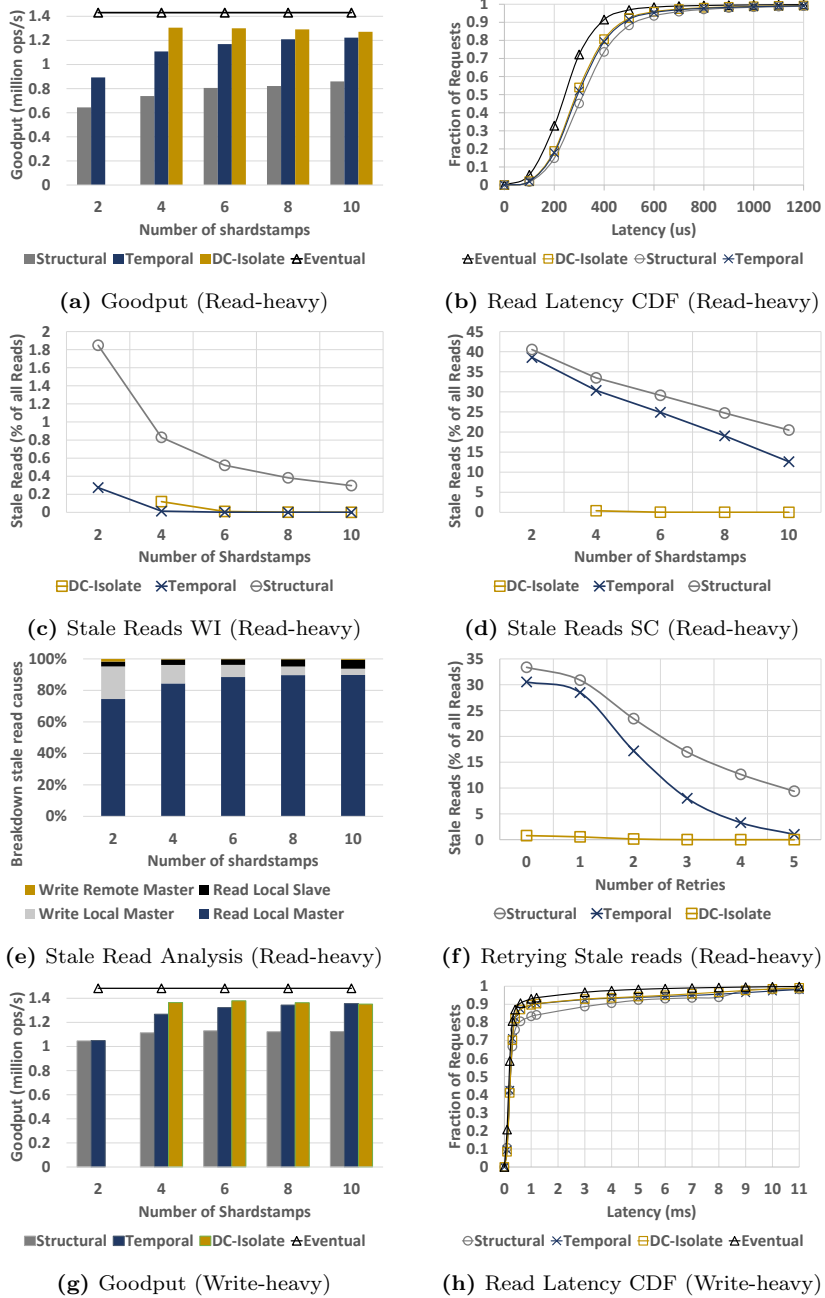 Goodput (million ops/s)
1.4
1.2
1
0.8
0.6
0.4
0.2
0
2 4 6 8 10
Number of shardstamps
Structural Temporal DC-Isolate Eventual
(a) Goodput (Read-heavy)
Fraction of Requests
1
0.9
0.8
0.7
0.6
0.5
0.4
0.3
0.2
0.1
0
0 200 400 600 800 1000 1200
Latency (us)
Eventual DC-Isolate Structural Temporal
(b) Read Latency CDF (Read-heavy)
Stale Reads (% of all Reads)
2
1.8
1.6
1.4
1.2
1
0.8
0.6
0.4
0.2
0
2 4 6 8 10
Number of Shardstamps
DC-Isolate Temporal Structural
(c) Stale Reads WI (Read-heavy)
Stale Reads (% of all Reads)
45
40
35
30
25
20
15
10
5
0
2 4 6 8 10
Number of Shardstamps
DC-Isolate Temporal Structural
(d) Stale Reads SC (Read-heavy)
Breakdown stale read causes
100%
80%
60%
40%
20%
0%
2 4 6 8 10
Number of shardstamps
Write Remote Master Read Local Slave
Write Local Master Read Local Master
(e) Stale Read Analysis (Read-heavy)
Stale Reads (% of all Reads)
35
30
25
20
15
10
5
0
0 1 2 3 4 5
Number of Retries
Structural Temporal DC-Isolate
(f) Retrying Stale reads (Read-heavy)
Goodput (million ops/s)
1.4
1.2
1
0.8
0.6
0.4
0.2
0
2 4 6 8 10
Number of Shardstamps
Structural Temporal DC-Isolate Eventual
(g) Goodput (Write-heavy)
Fraction of Requests
1
0.9
0.8
0.7
0.6
0.5
0.4
0.3
0.2
0.1
0
0 1 2 3 4 5 6 7 8 9 10 11
Latency (ms)
Structural Temporal DC-Isolate Eventual
(h) Read Latency CDF (Write-heavy)